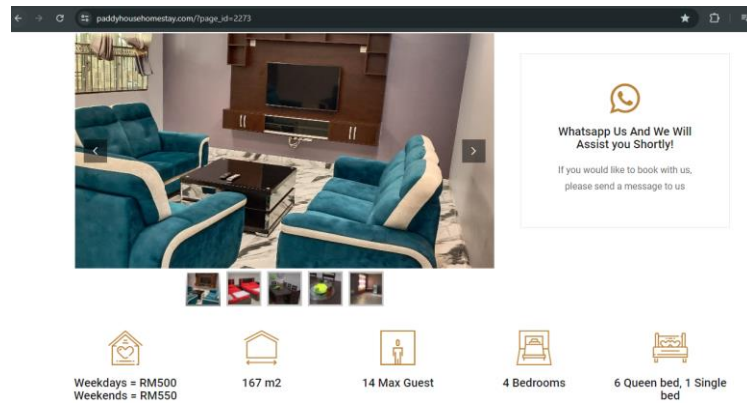 paddyhousehomestay.com/?page_id=2273
Whatsapp Us And We Will
Assist you Shortly!
If you would like to book with us,
please send a message to us
Weekdays = RM500
Weekends = RM550
167 m2
14 Max Guest
4 Bedrooms
6 Queen bed, 1 Single
bed